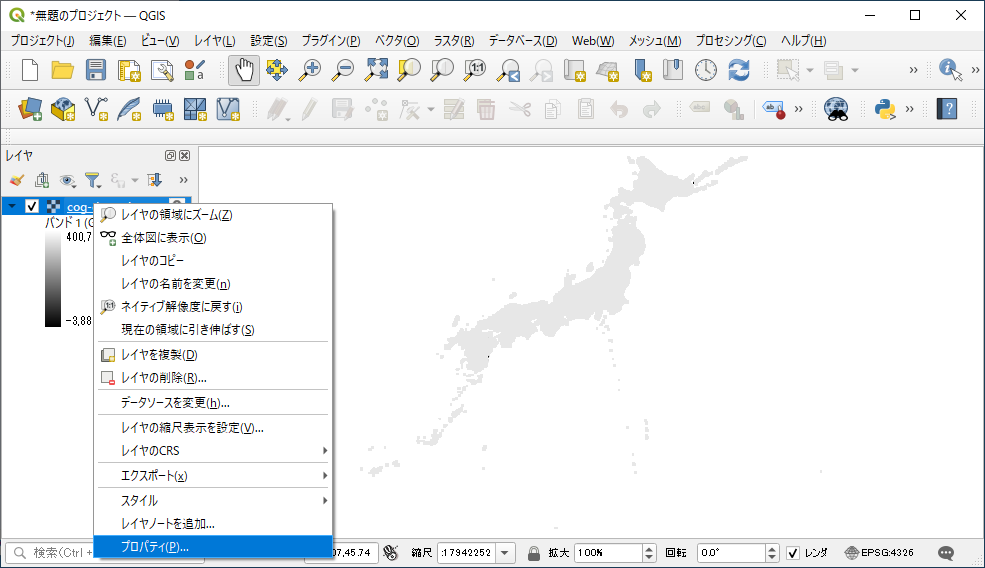 *無題のプロジェクト — QGIS
プロジェクト(J) 編集(E) ビュー(V) レイヤ(L) 設定(S) プラグイン(P) ベクタ(O) ラスタ(R) データベース(D) Web(W) メッシュ(M) プロセシング(C) ヘルプ(H)
レイヤ
cog-
バンド 1 (G
400,7
-3,88
レイヤの領域にズーム(Z)
全体図に表示(O)
レイヤのコピー
レイヤの名前を変更(n)
ネイティブ解像度に戻す(i)
現在の領域に引き伸ばす(S)
レイヤを複製(D)
レイヤの削除(R)...
データソースを変更(h)...
レイヤの縮尺表示を設定(V)...
レイヤのCRS
エクスポート(x)
スタイル
レイヤノートを追加...
プロパティ(P)...
検索(Ctrl + 07,45.74 縮尺 :17942252 拡大 100% 回転 0.0° レンダ EPSG:4326